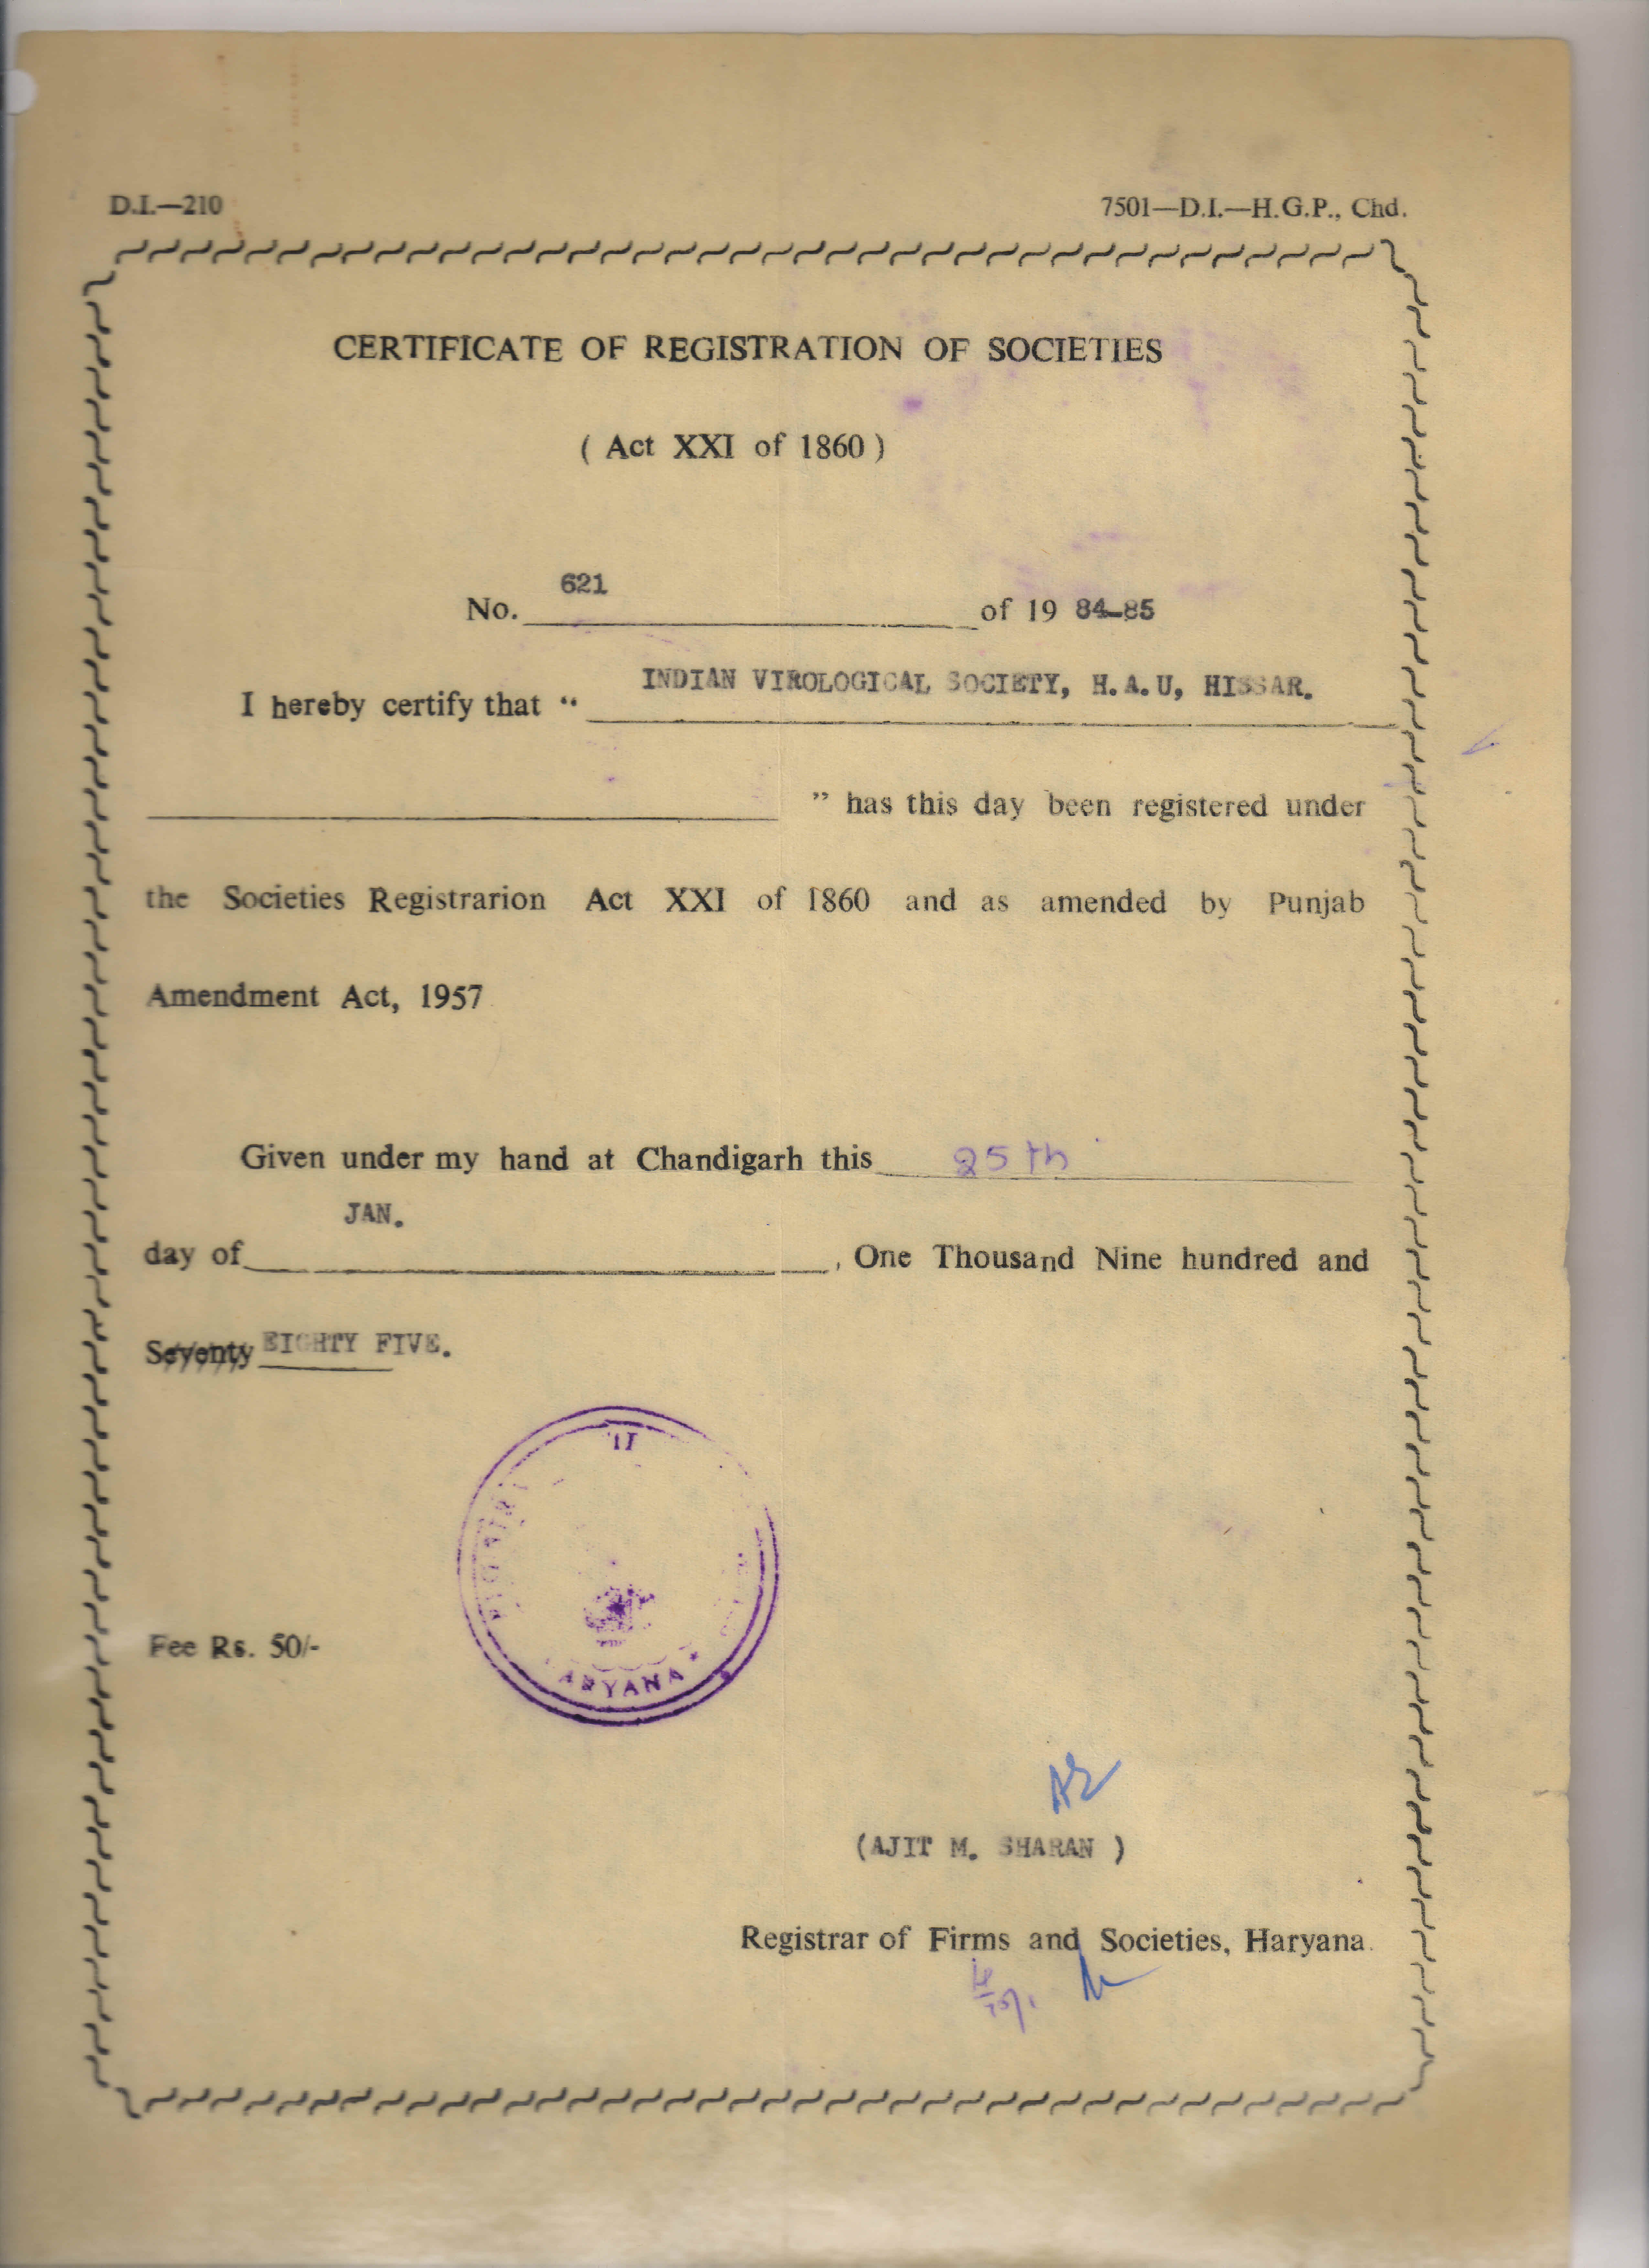 D.I.—210 7501—D.I.—H.G.P., Chd.
CERTIFICATE OF REGISTRATION OF SOCIETIES
( Act XXI of 1860 )
621
No. of 19 84-85
INDIAN VIROLOGICAL SOCIETY, H.A.U, HISSAR.
I hereby certify that “
” has this day been registered under
the Societies Registrarion Act XXI of 1860 and as amended by Punjab
Amendment Act, 1957
Given under my hand at Chandigarh this 25th
JAN.
day of , One Thousand Nine hundred and
Seventy EIGHTY FIVE.
Fee Rs. 50/-
ARYANA
(AJIT M. SHARAN )
Registrar of Firms and Societies, Haryana.